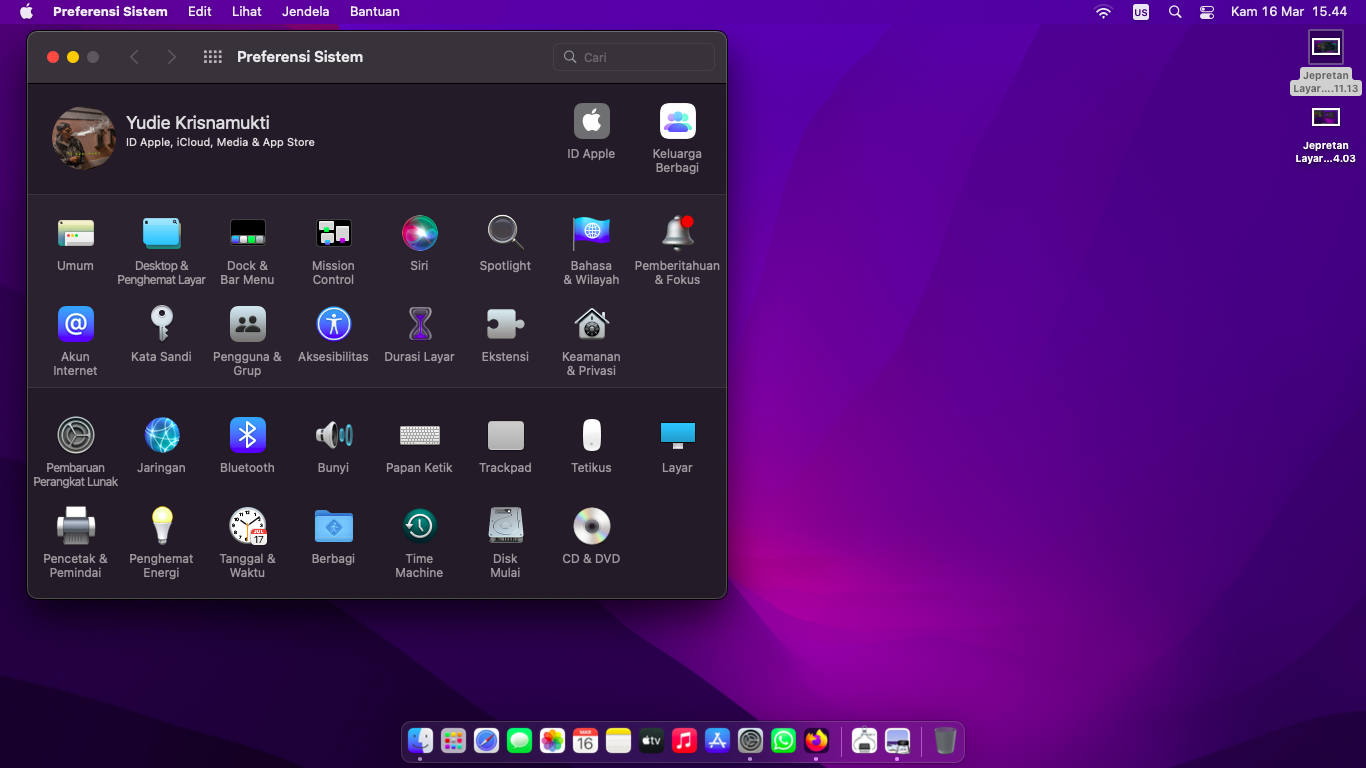 Preferensi Sistem Edit Lihat Jendela Bantuan US Kam 16 Mar 15.44
Preferensi Sistem
Cari
Yudie Krisnamukti
ID Apple, iCloud, Media & App Store
ID Apple
Keluarga
Berbagi
Umum
Desktop &
Penghemat Layar
Dock &
Bar Menu
Mission
Control
Siri
Spotlight
Bahasa
& Wilayah
Pemberitahuan
& Fokus
Akun
Internet
Kata Sandi
Pengguna &
Grup
Aksesibilitas
Durasi Layar
Ekstensi
Keamanan
& Privasi
Pembaruan
Perangkat Lunak
Jaringan
Bluetooth
Bunyi
Papan Ketik
Trackpad
Tetikus
Layar
Pencetak &
Pemindai
Penghemat
Energi
JUL
17
Tanggal &
Waktu
Berbagi
Time
Machine
Disk
Mulai
CD & DVD
Jepretan
Layar....11.13
Jepretan
Layar...4.03
MAR
16
tv